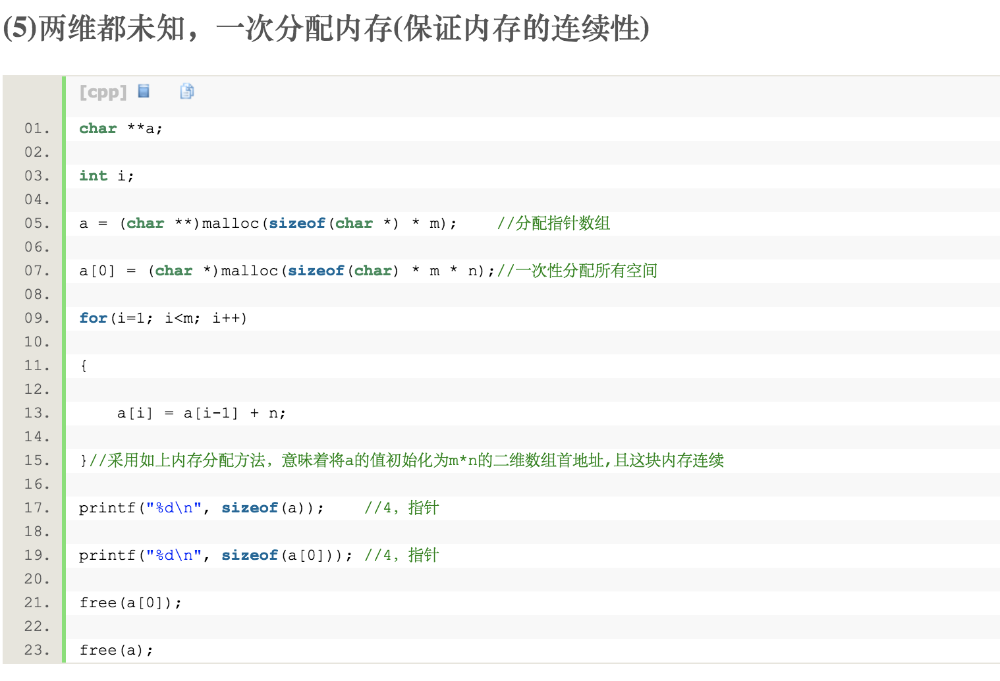 (5)两维都未知，一次分配内存(保证内存的连续性)
[cpp]
01. char **a;
02.
03. int i;
04.
05. a = (char **)malloc(sizeof(char *) * m);    //分配指针数组
06.
07. a[0] = (char *)malloc(sizeof(char) * m * n);//一次性分配所有空间
08.
09. for(i=1; i<m; i++)
10.
11. {
12.
13.     a[i] = a[i-1] + n;
14.
15. }//采用如上内存分配方法，意味着将a的值初始化为m*n的二维数组首地址,且这块内存连续
16.
17. printf("%d\n", sizeof(a));    //4，指针
18.
19. printf("%d\n", sizeof(a[0])); //4，指针
20.
21. free(a[0]);
22.
23. free(a);